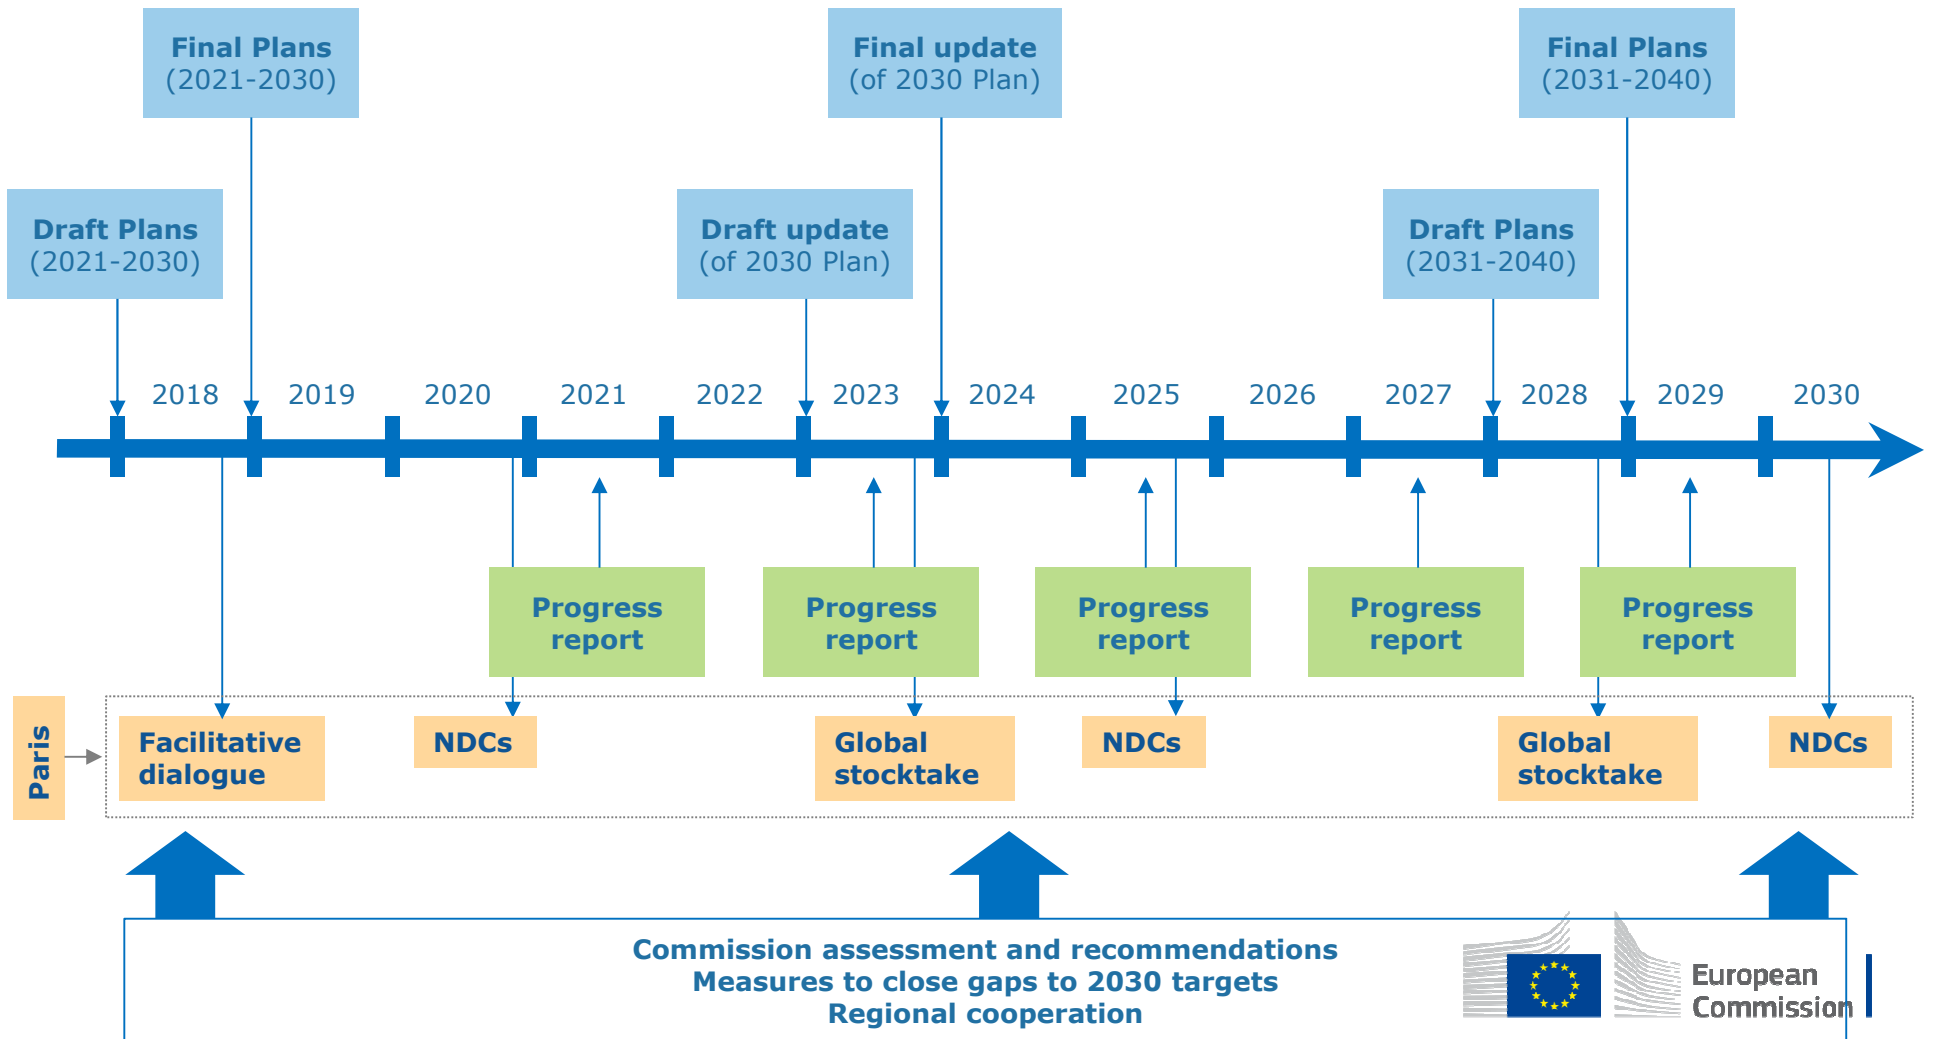 Final Plans
(2021-2030)
Final update
(of 2030 Plan)
Final Plans
(2031-2040)
Draft Plans
(2021-2030)
Draft update
(of 2030 Plan)
Draft Plans
(2031-2040)
2018 2019 2020 2021 2022 2023 2024 2025 2026 2027 2028 2029 2030
Progress
report
Progress
report
Progress
report
Progress
report
Progress
report
Paris
Facilitative
dialogue
NDCs
Global
stocktake
NDCs
Global
stocktake
NDCs
Commission assessment and recommendations
Measures to close gaps to 2030 targets
Regional cooperation
European
Commission